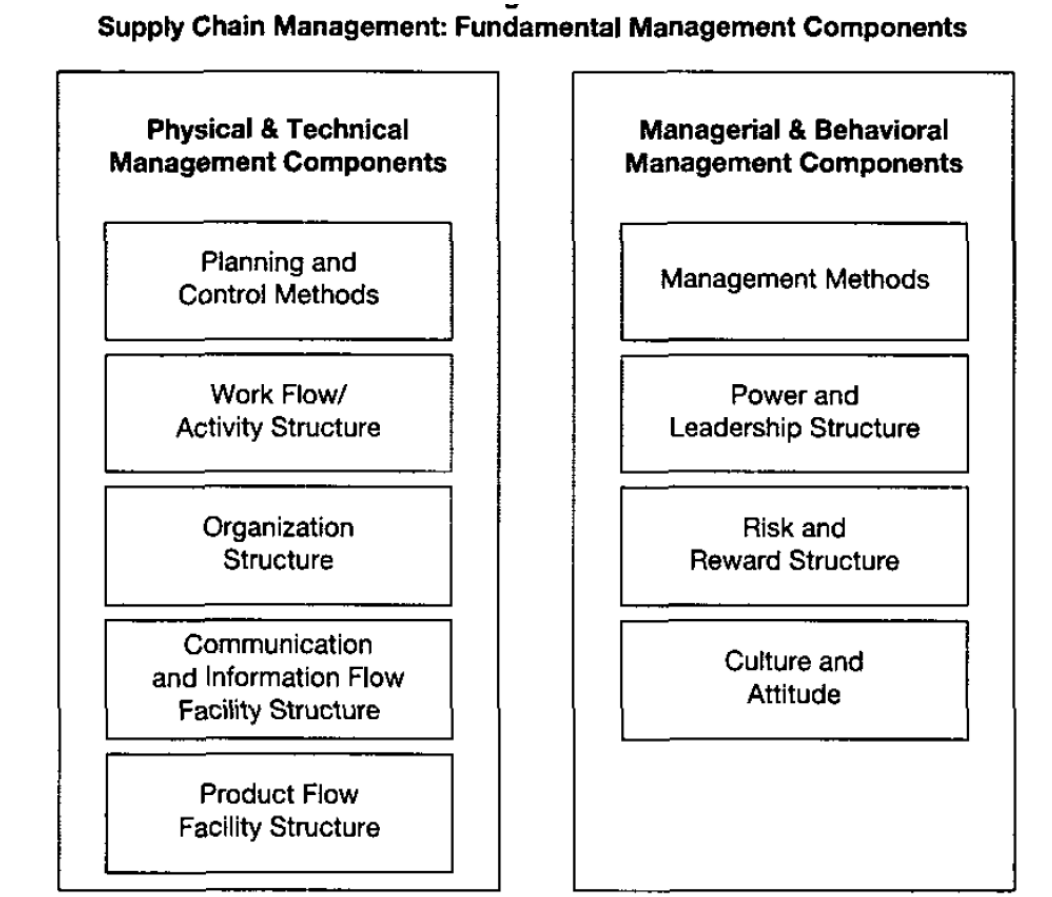 Supply Chain Management: Fundamental Management Components
Physical & Technical
Management Components
Planning and
Control Methods
Work Flow/
Activity Structure
Organization
Structure
Communication
and Information Flow
Facility Structure
Product Flow
Facility Structure
Managerial & Behavioral
Management Components
Management Methods
Power and
Leadership Structure
Risk and
Reward Structure
Culture and
Attitude